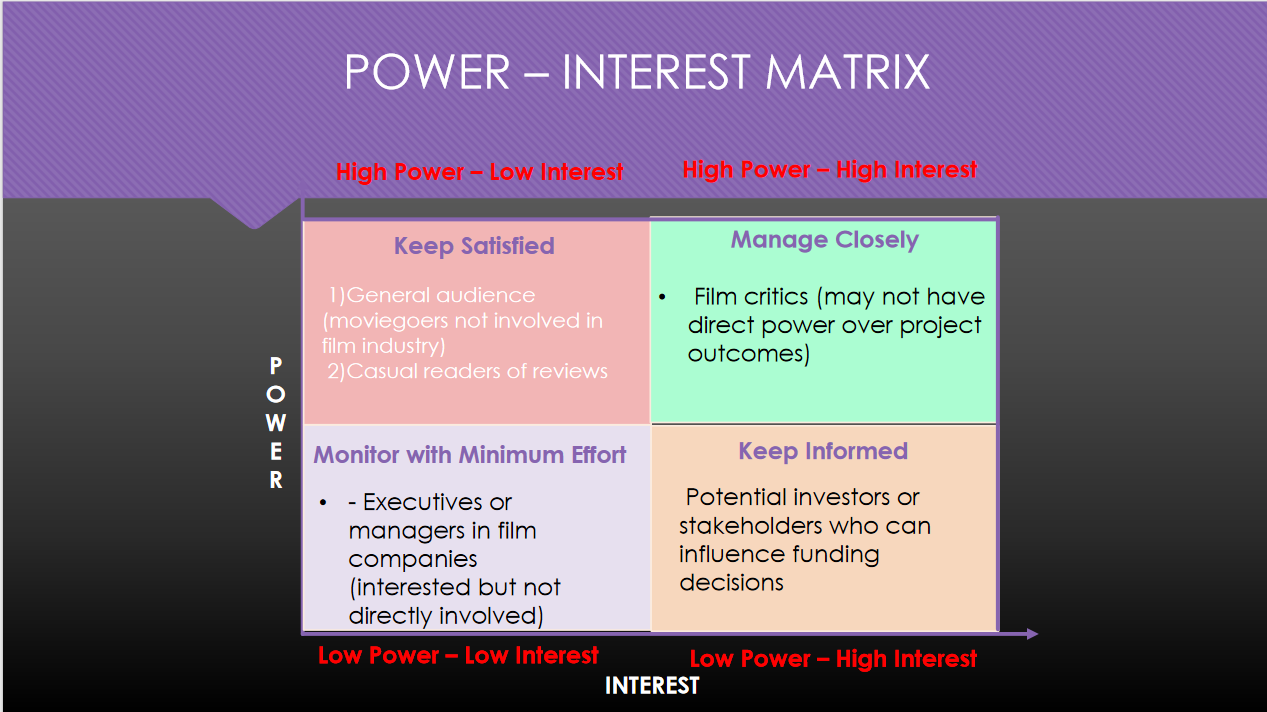 POWER – INTEREST MATRIX
High Power – Low Interest
High Power – High Interest
Keep Satisfied
1)General audience
(moviegoers not involved in
film industry)
2)Casual readers of reviews
Manage Closely
• Film critics (may not have
direct power over project
outcomes)
POWER
Monitor with Minimum Effort
• - Executives or
managers in film
companies
(interested but not
directly involved)
Keep Informed
Potential investors or
stakeholders who can
influence funding
decisions
Low Power – Low Interest
Low Power – High Interest
INTEREST